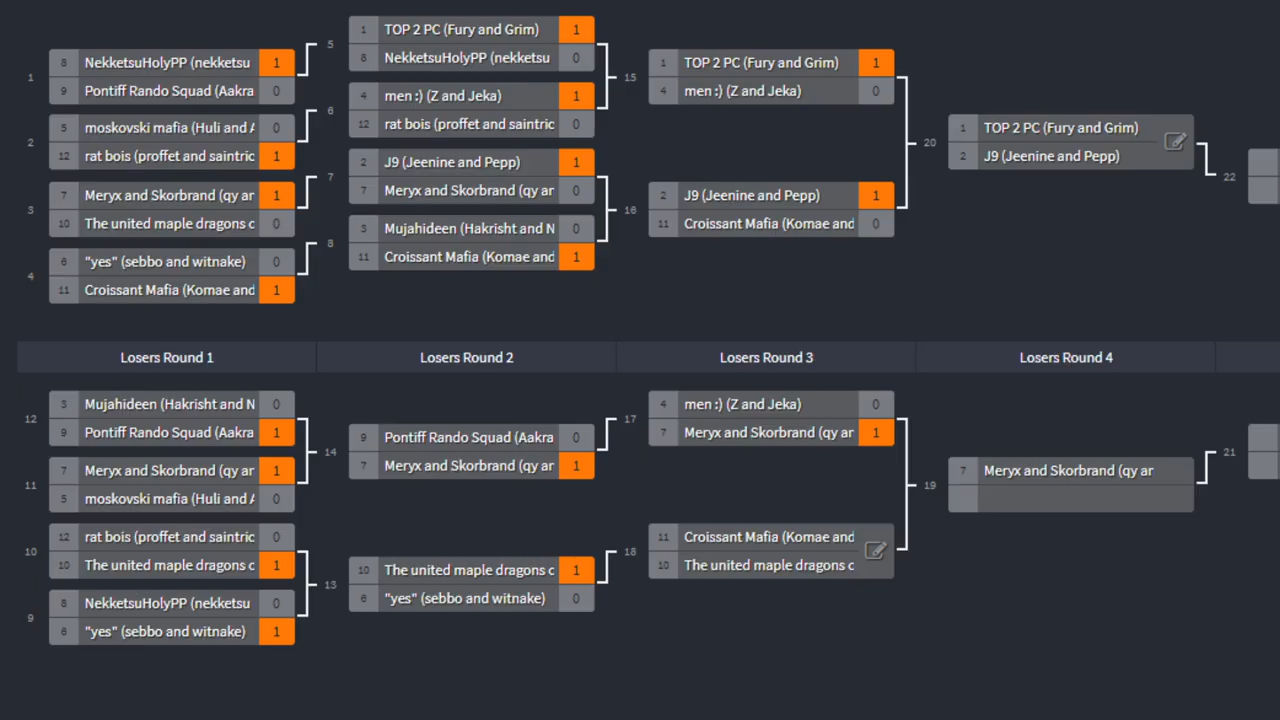 1
8 NekketsuHolyPP (nekketsu 1
9 Pontiff Rando Squad (Aakra 0
2
5 moskovski mafia (Huli and A 0
12 rat bois (proffet and saintric 1
3
7 Meryx and Skorbrand (qy ar 1
10 The united maple dragons c 0
4
6 "yes" (sebbo and witnake) 0
11 Croissant Mafia (Komae and 1
5
1 TOP 2 PC (Fury and Grim) 1
8 NekketsuHolyPP (nekketsu 0
6
4 men :) (Z and Jeka) 1
12 rat bois (proffet and saintric 0
7
2 J9 (Jeenine and Pepp) 1
7 Meryx and Skorbrand (qy ar 0
8
3 Mujahideen (Hakrisht and N 0
11 Croissant Mafia (Komae and 1
15
1 TOP 2 PC (Fury and Grim) 1
4 men :) (Z and Jeka) 0
16
2 J9 (Jeenine and Pepp) 1
11 Croissant Mafia (Komae and 0
20
1 TOP 2 PC (Fury and Grim)
2 J9 (Jeenine and Pepp)
22
Losers Round 1
Losers Round 2
Losers Round 3
Losers Round 4
12
3 Mujahideen (Hakrisht and N 0
9 Pontiff Rando Squad (Aakra 1
11
7 Meryx and Skorbrand (qy ar 1
5 moskovski mafia (Huli and A 0
10
12 rat bois (proffet and saintric 0
10 The united maple dragons c 1
9
8 NekketsuHolyPP (nekketsu 0
6 "yes" (sebbo and witnake) 1
14
9 Pontiff Rando Squad (Aakra 0
7 Meryx and Skorbrand (qy ar 1
13
10 The united maple dragons c 1
6 "yes" (sebbo and witnake) 0
17
4 men :) (Z and Jeka) 0
7 Meryx and Skorbrand (qy ar 1
18
11 Croissant Mafia (Komae and
10 The united maple dragons c
19
7 Meryx and Skorbrand (qy ar
21